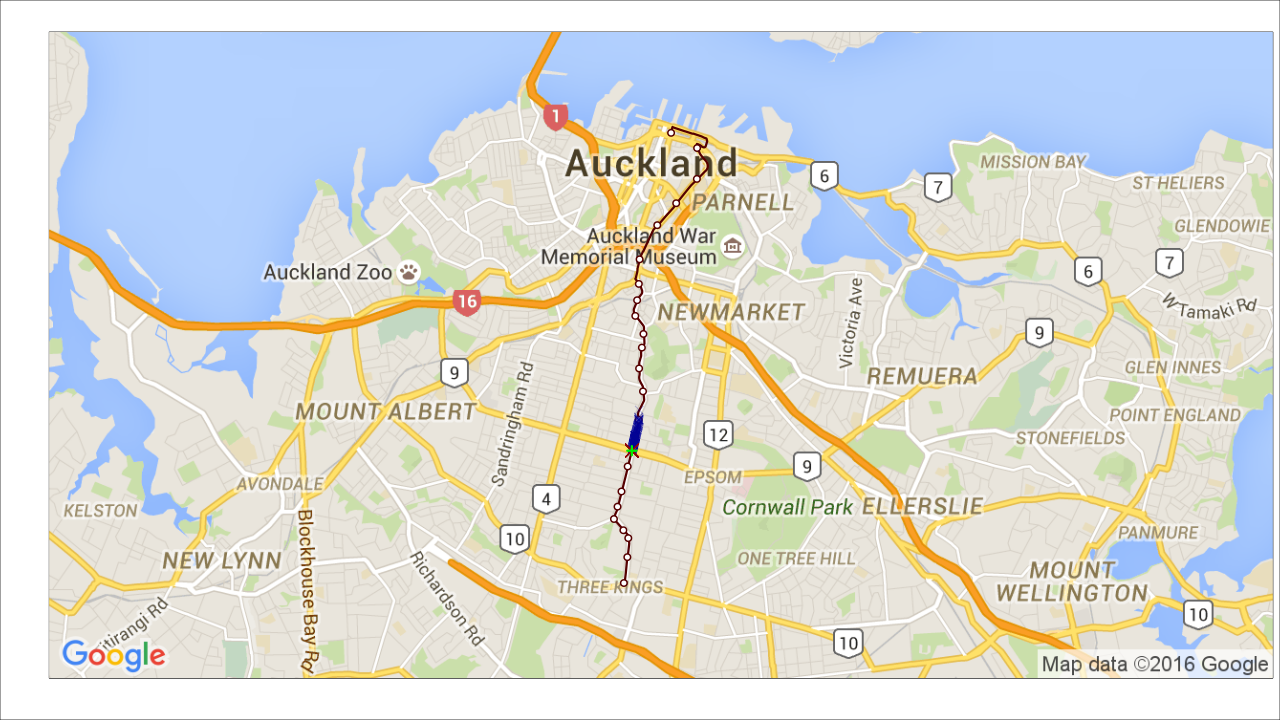 1
Auckland
MISSION BAY
6
7
ST HELIERS
PARNELL
GLENDOWIE
Auckland War
Memorial Museum
Auckland Zoo
6
7
16
W Tamaki Rd
NEWMARKET
Victoria Ave
9
9
GLEN INNES
REMUERA
Sandringham Rd
MOUNT ALBERT
POINT ENGLAND
12
STONEFIELDS
9
EPSOM
AVONDALE
4
Cornwall Park
ELLERSLIE
KELSTON
Blockhouse Bay Rd
10
PANMURE
NEW LYNN
ONE TREE HILL
Richardson Rd
MOUNT
WELLINGTON
THREE KINGS
10
10
Google
Map data ©2016 Google